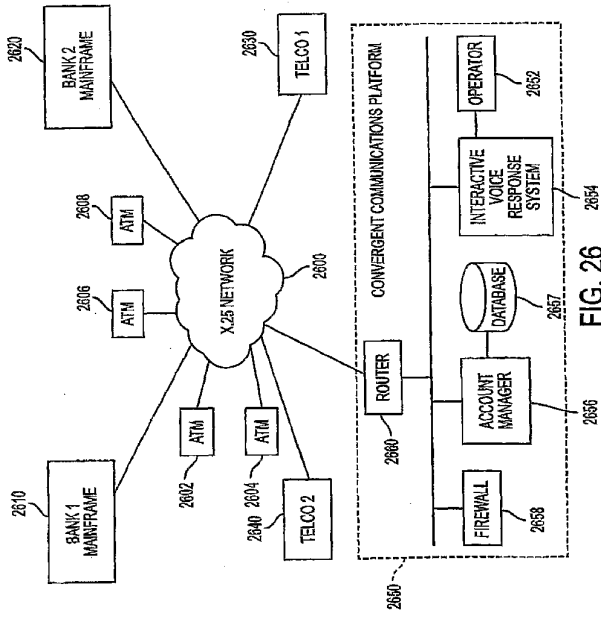 2610
BANK 1
MAINFRAME
2620
BANK 2
MAINFRAME
2606
ATM
2608
ATM
2630
TELCO 1
ATM
2602
X.25 NETWORK
2600
ATM
2604
2640
TELCO 2
ROUTER
2660
CONVERGENT COMMUNICATIONS PLATFORM
2650
FIREWALL
2658
ACCOUNT
MANAGER
2656
DATABASE
2657
INTERACTIVE
VOICE
RESPONSE
SYSTEM
2654
OPERATOR
2652
FIG. 26